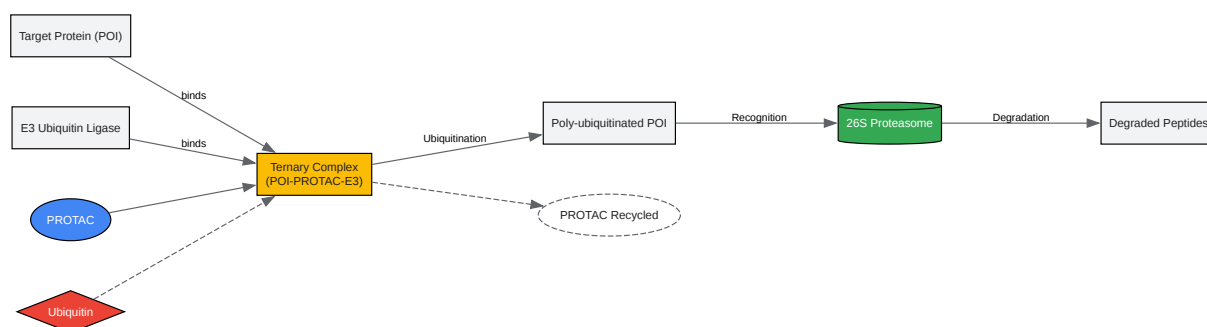 Target Protein (POI)
binds
E3 Ubiquitin Ligase
binds
PROTAC
Ubiquitin
Ternary Complex
(POI-PROTAC-E3)
Ubiquitination
Poly-ubiquitinated POI
PROTAC Recycled
Recognition
26S Proteasome
Degradation
Degraded Peptides